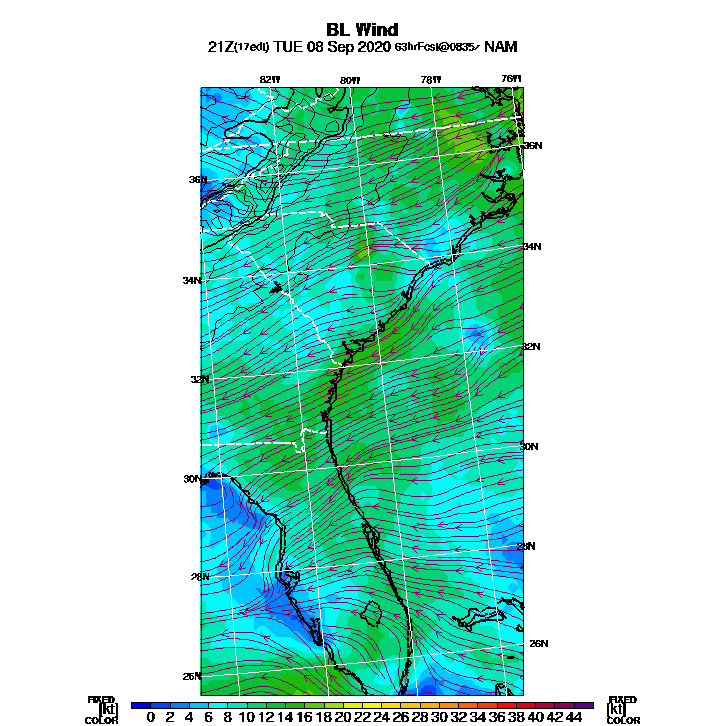 BL Wind
21Z(17edt) TUE 08 Sep 2020 63hrFcst@0835z NAM
82W 80W 78W 76W
36N
36N
34N
34N
32N
32N
30N
30N
28N
28N
26N
26N
FIXED FIXED
[kt] 0 2 4 6 8 10 12 14 16 18 20 22 24 26 28 30 32 34 36 38 40 42 44 [kt]
COLOR COLOR